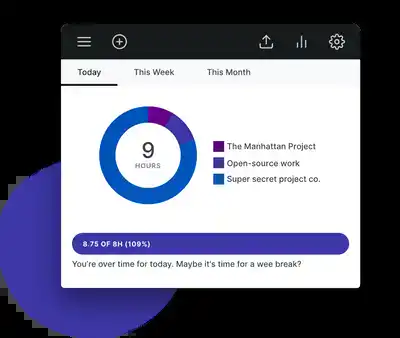 Today This Week This Month
9
HOURS
The Manhattan Project
Open-source work
Super secret project co.
8.75 OF 8H (109%)
You're over time for today. Maybe it's time for a wee break?